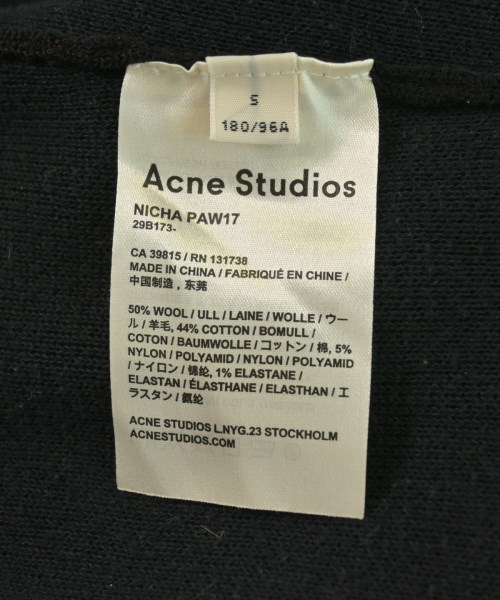 S
180/96A
Acne Studios
NICHA PAW17
29B173-
CA 39815 / RN 131738
MADE IN CHINA / FABRIQUÉ EN CHINE /
中国制造，东莞
50% WOOL / ULL / LAINE / WOLLE / ウー
ル / 羊毛, 44% COTTON / BOMULL /
COTON / BAUMWOLLE / コットン / 棉, 5%
NYLON / POLYAMID / NYLON / POLYAMID
/ ナイロン / 锦纶, 1% ELASTANE /
ELASTAN / ÉLASTHANE / ELASTHAN / エ
ラスタン / 氨纶
ACNE STUDIOS L.NYG.23 STOCKHOLM
ACNESTUDIOS.COM